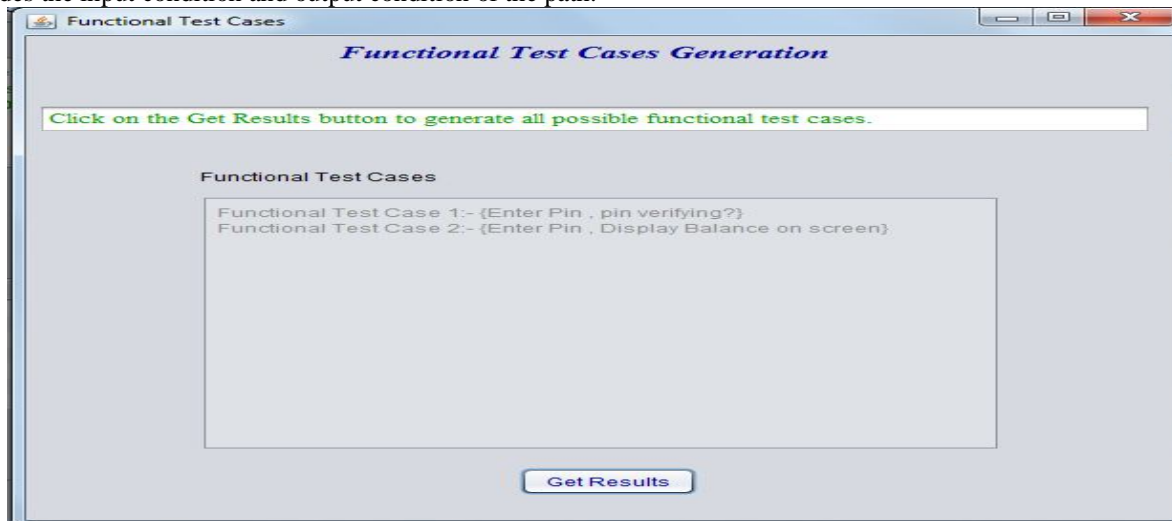 the input condition and output condition of the path.
Functional Test Cases
Functional Test Cases Generation
Click on the Get Results button to generate all possible functional test cases.
Functional Test Cases
Functional Test Case 1:- {Enter Pin , pin verifying?}
Functional Test Case 2:- {Enter Pin , Display Balance on screen}
Get Results